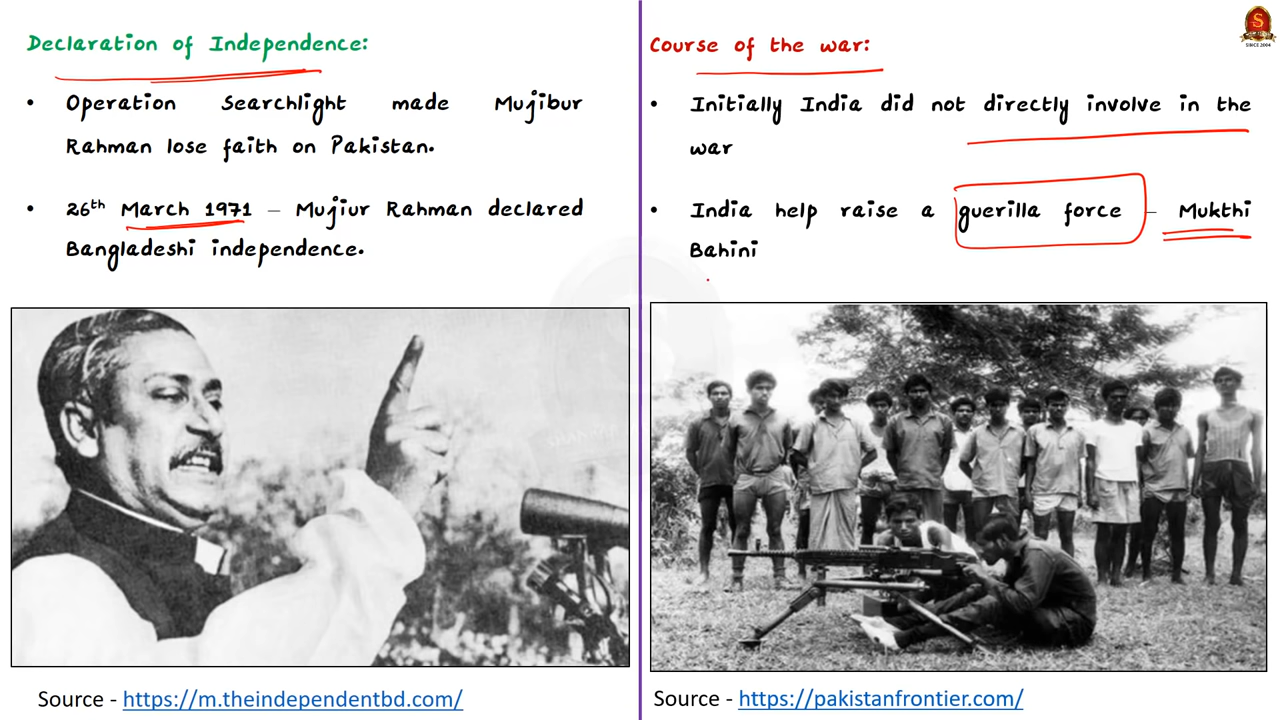 Declaration of Independence:
• Operation Searchlight made Mujibur
Rahman lose faith on Pakistan.
• 26th March 1971 – Mujiur Rahman declared
Bangladeshi independence.
Source - https://m.theindependentbd.com/
Course of the war:
• Initially India did not directly involve in the
war
• India help raise a guerilla force – Mukthi
Bahini
Source - https://pakistanfrontier.com/
S
SINCE 2004